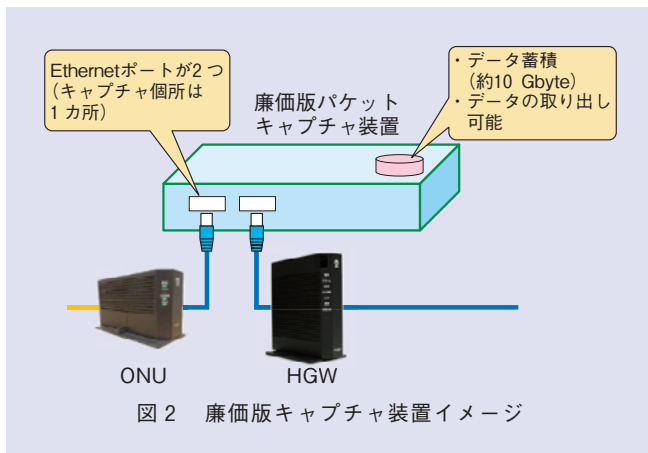 Ethernetポートが2つ
(キャプチャ個所は
1カ所)
廉価版パケット
キャプチャ装置
・データ蓄積
(約10 Gbyte)
・データの取り出し
可能
ONU
HGW
図2 廉価版キャプチャ装置イメージ